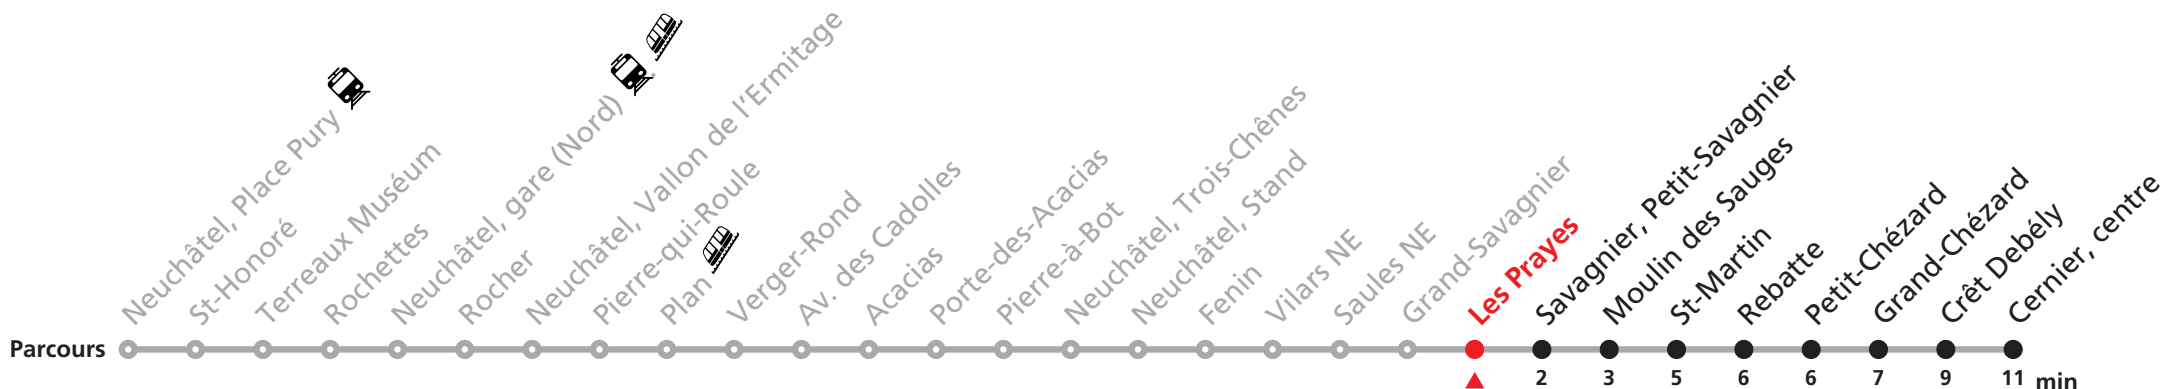 Neuchâtel, Place Pury
St-Honoré
Terreaux Muséum
Rochettes
Neuchâtel, gare (Nord)
Rocher
Neuchâtel, Vallon de l'Ermitage
Pierre-qui-Roule
Plan
Verger-Rond
Av. des Cadolles
Acacias
Porte-des-Acacias
Pierre-à-Bot
Neuchâtel, Trois-Chênes
Neuchâtel, Stand
Fenin
Vilars NE
Saules NE
Grand-Savagnier
Les Prayes
Savagnier, Petit-Savagnier
Moulin des Sauges
St-Martin
Rebatte
Petit-Chézard
Grand-Chézard
Crêt Debély
Cernier, centre
Parcours
2 3 5 6 6 7 9 11 min